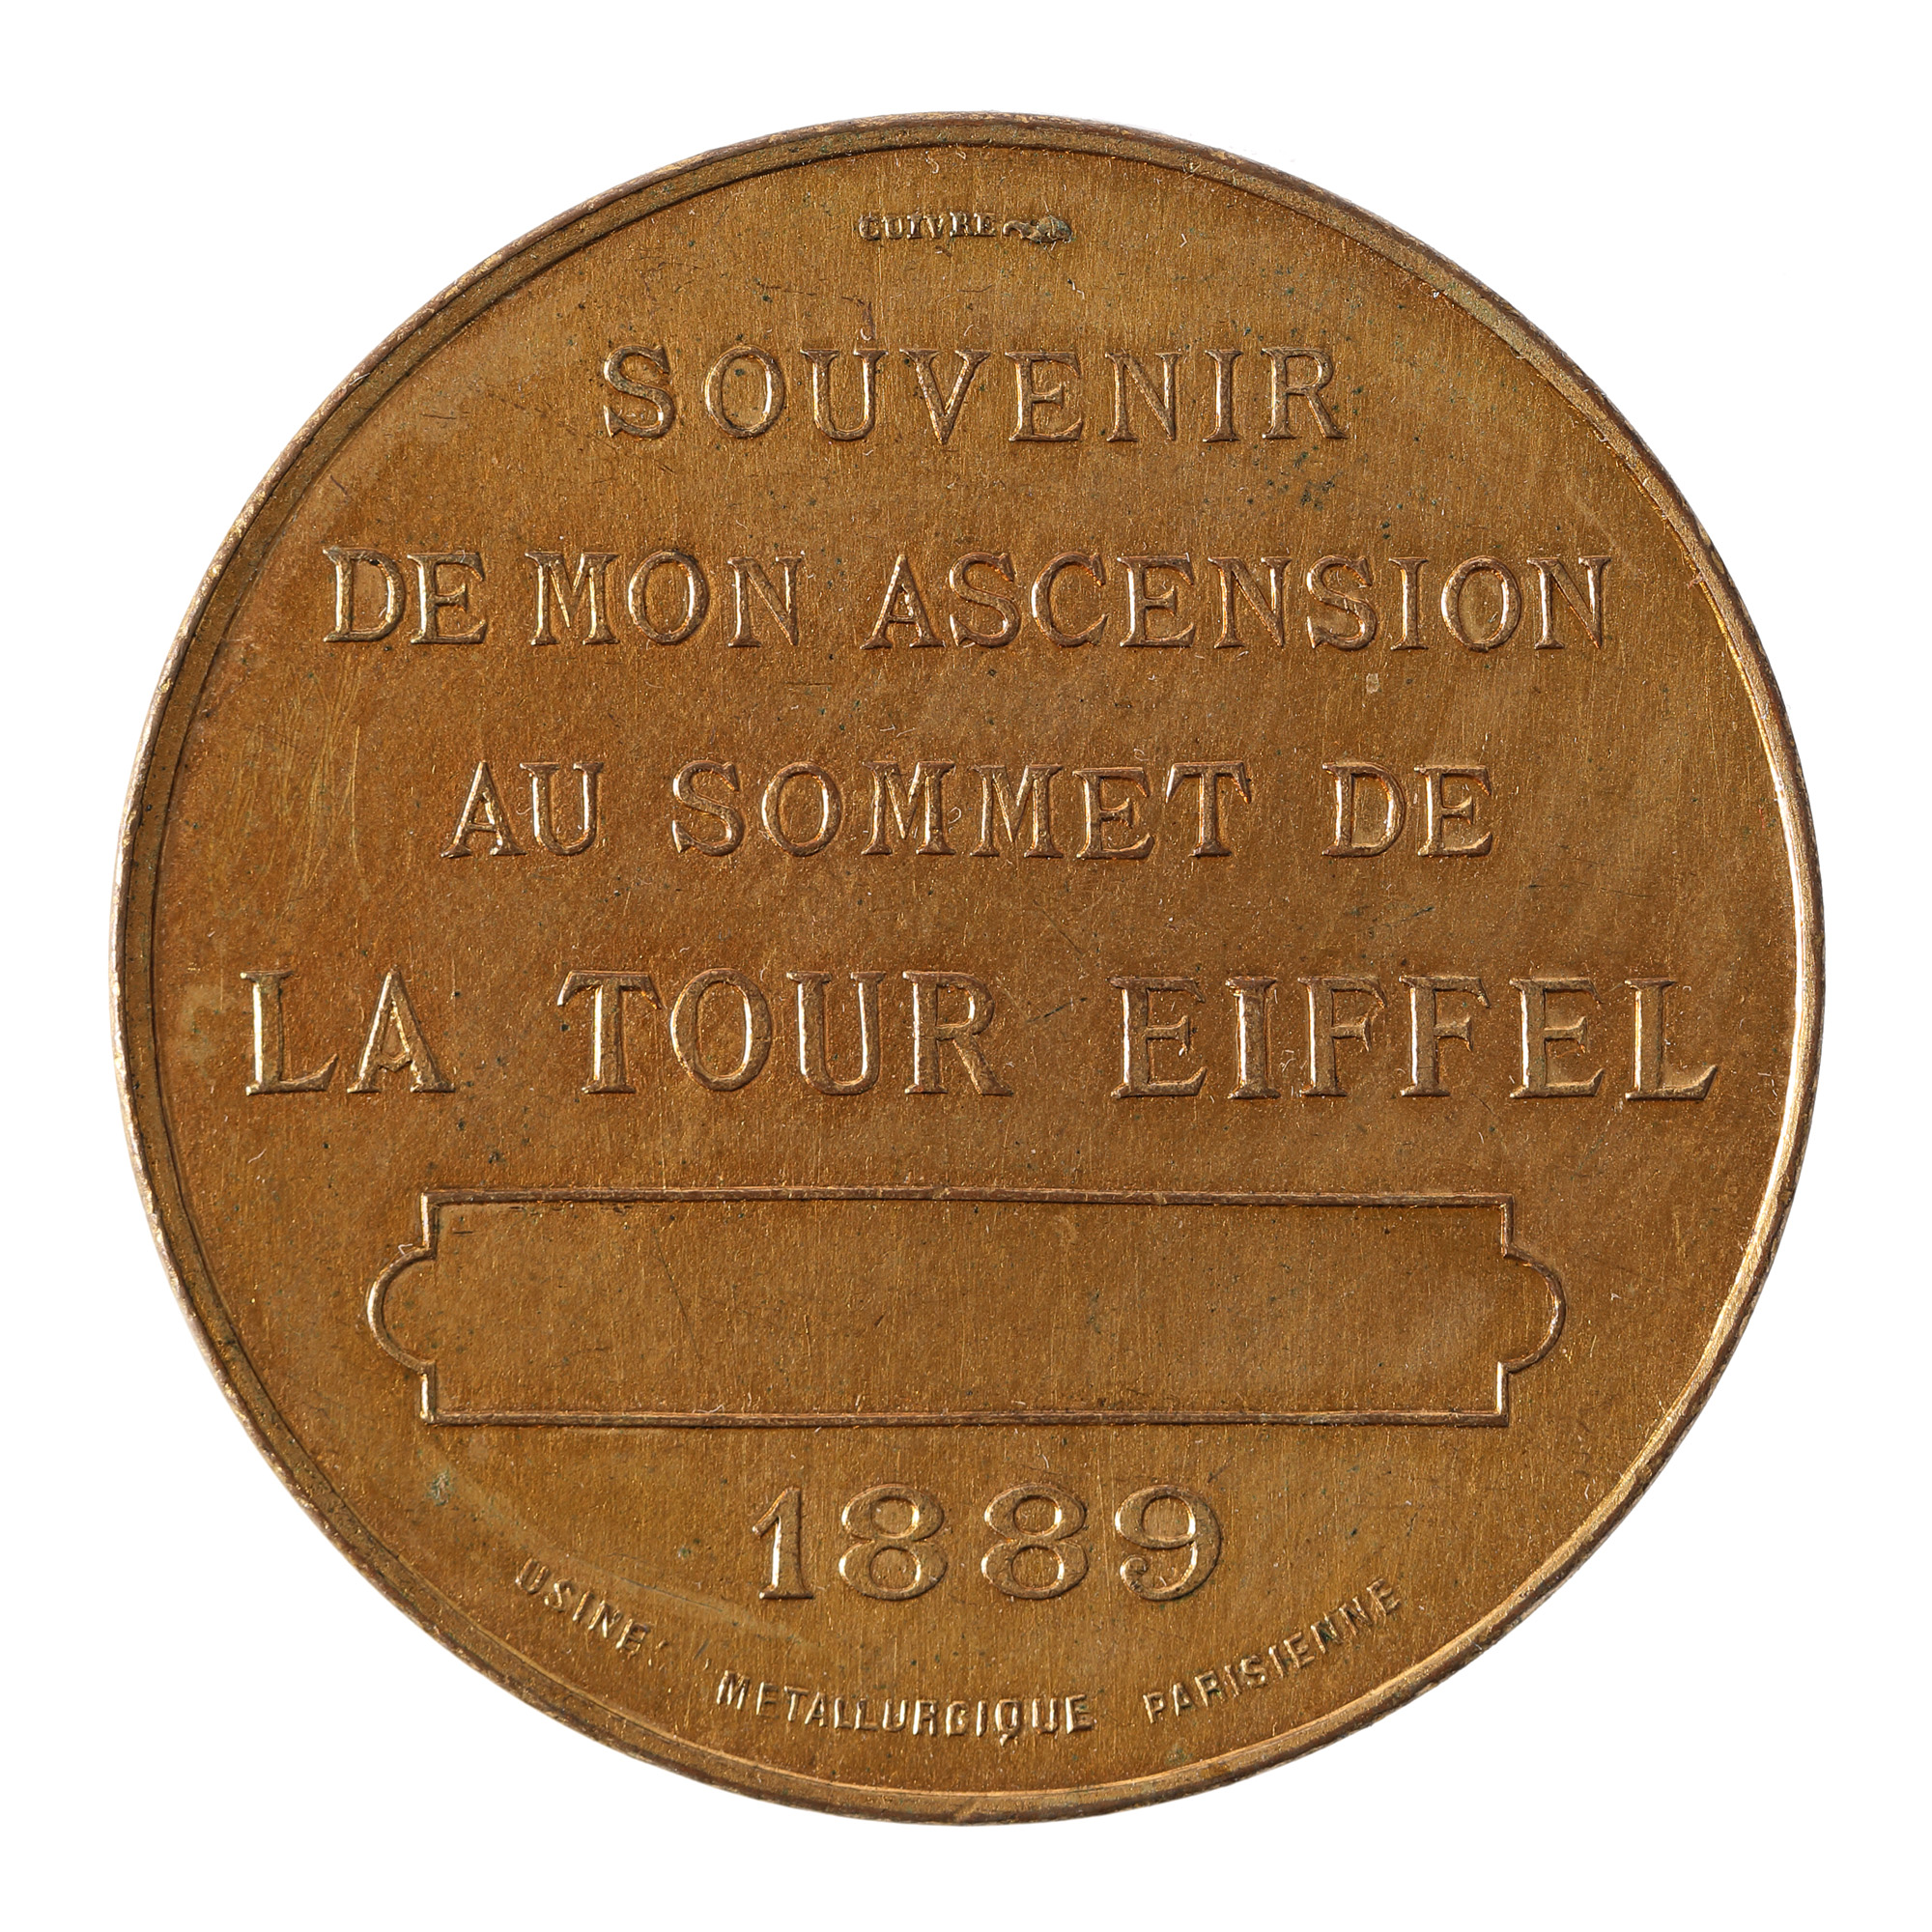 CUIVRE
SOUVENIR
DE MON ASCENSION
AU SOMMET DE
LA TOUR EIFFEL
1889
USINE METALLURGIQUE PARISIENNE